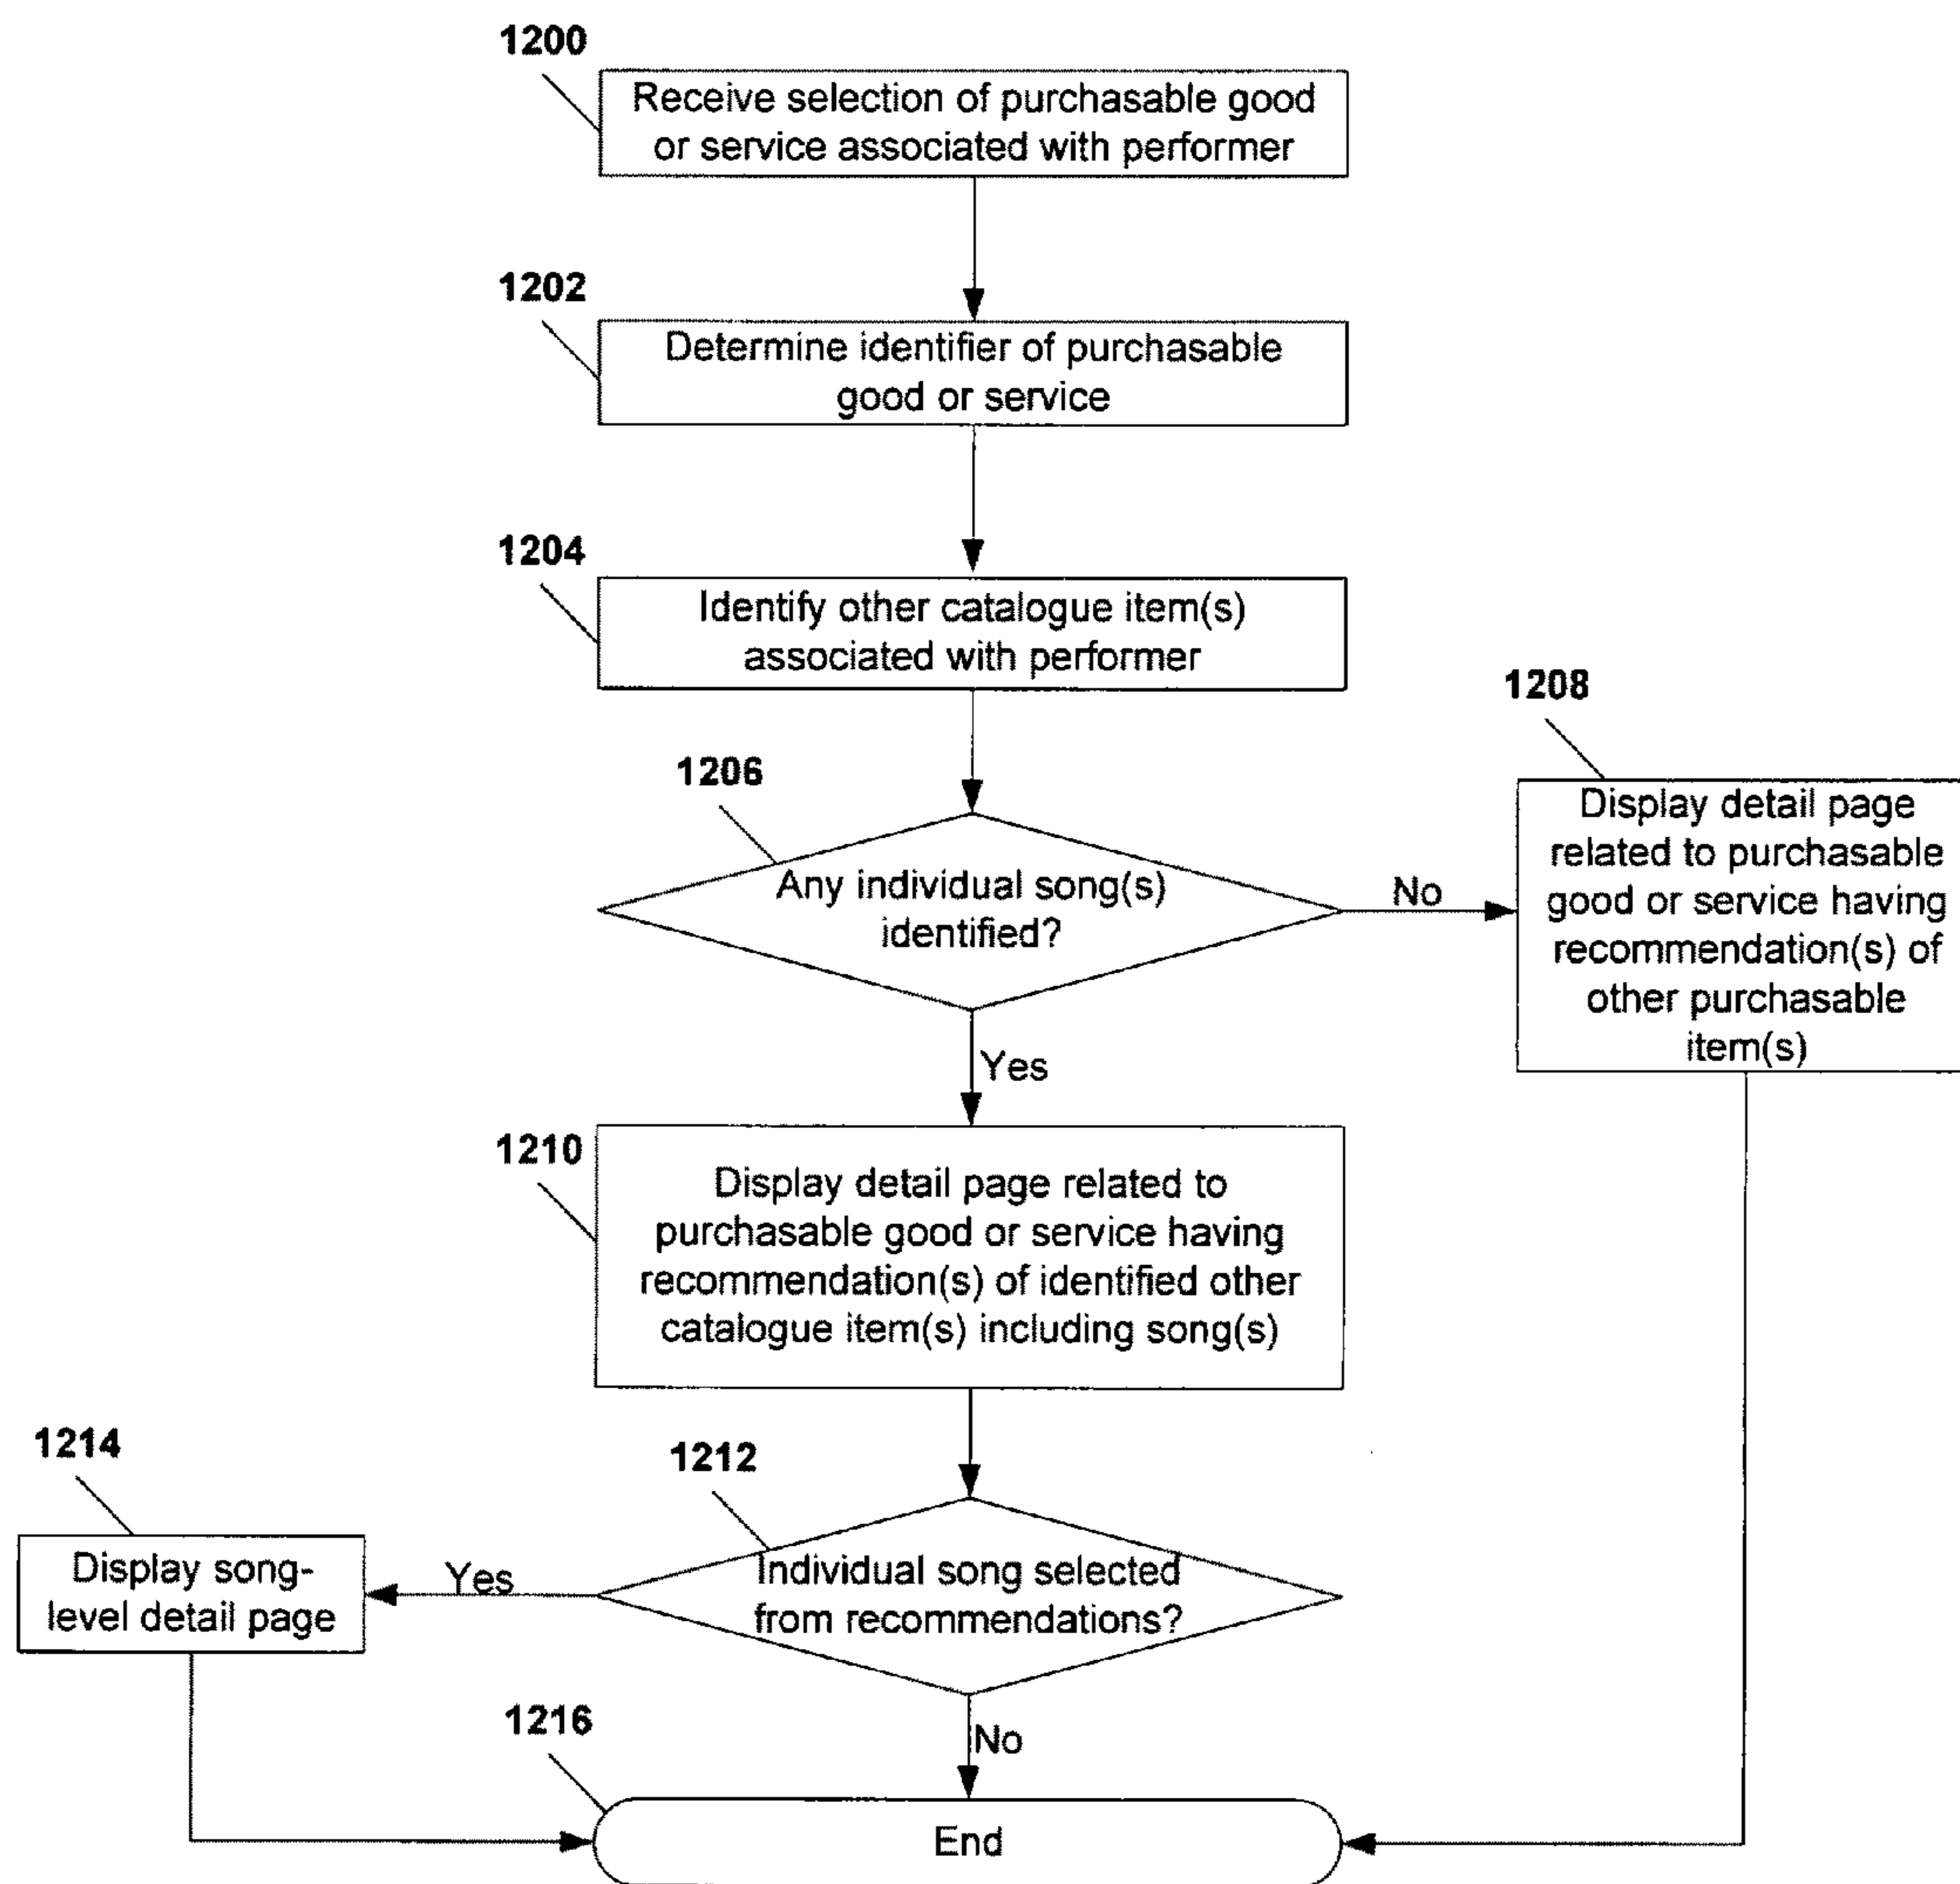 1200
Receive selection of purchasable good
or service associated with performer
1202
Determine identifier of purchasable
good or service
1204
Identify other catalogue item(s)
associated with performer
1206
Any individual song(s)
identified?
No
1208
Display detail page
related to purchasable
good or service having
recommendation(s) of
other purchasable
item(s)
Yes
1210
Display detail page related to
purchasable good or service having
recommendation(s) of identified other
catalogue item(s) including song(s)
1212
Individual song selected
from recommendations?
Yes
1214
Display song-
level detail page
No
1216
End